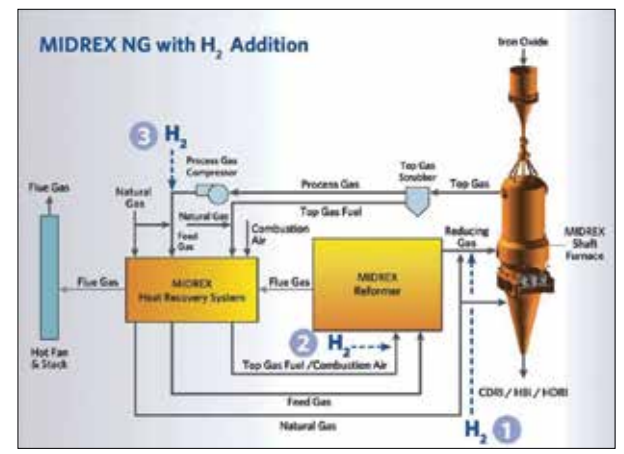 MIDREX NG with H2 Addition
Iron Oxide
3 H2
Process Gas
Compressor
Top Gas
Scrubber
Flue Gas
Natural
Gas
Process Gas
Top Gas
Natural Gas
Top Gas Fuel
Feed
Gas
Combustion
Air
Reducing
Gas
MIDREX
Shaft
Furnace
Flue Gas
MIDREX
Heat Recovery System
Flue Gas
MIDREX
Reformer
2 H2
Hot Fan
& Stack
Top Gas Fuel /Combustion Air
Feed Gas
CDRI / HBI / HDRI
Natural Gas
H2 1